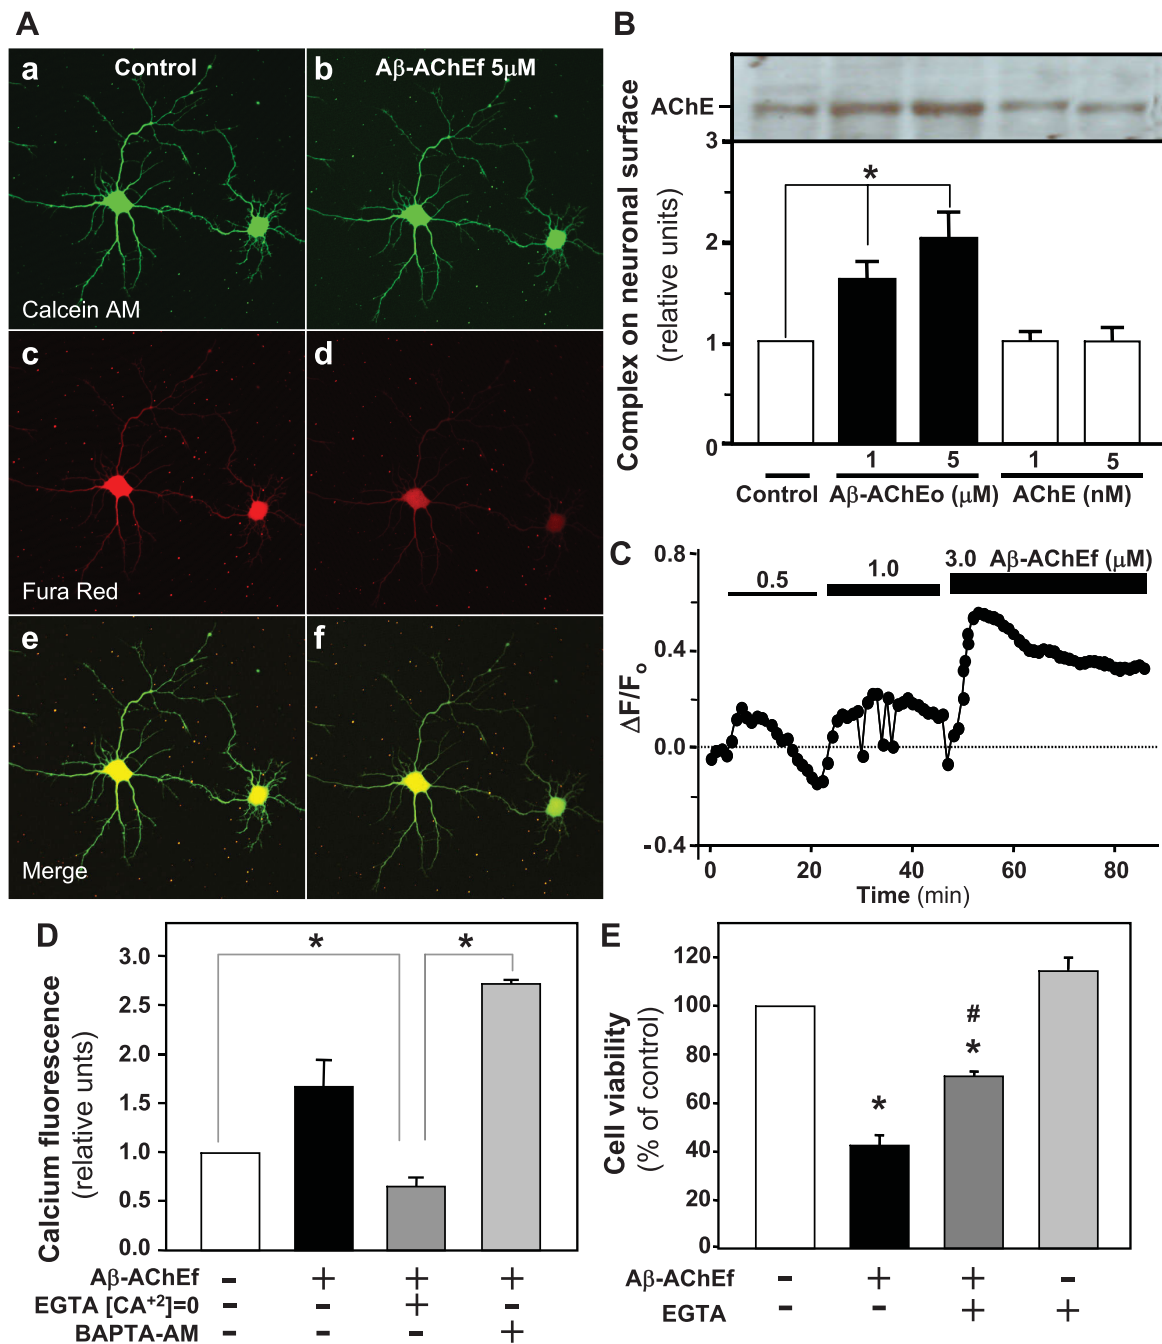 A
a
Control
b
Aβ-AChEf 5μM
Calcein AM
c
d
Fura Red
e
f
Merge
B
AChE
Complex on neuronal surface
(relative units)
3
2
1
0
*
1
5
1
5
Control
Aβ-AChEo (μM)
AChE (nM)
C
ΔF/Fo
0.8
0.4
0.0
-0.4
0.5
1.0
3.0 Aβ-AChEf (μM)
0
20
40
60
80
Time (min)
D
Calcium fluorescence
(relative unts)
3.0
2.5
2.0
1.5
1.0
0.5
0.0
*
*
Aβ-AChEf - + + +
EGTA [CA+2]=0 - - + -
BAPTA-AM - - - +
E
Cell viability
(% of control)
120
100
80
60
40
20
0
*
#
*
Aβ-AChEf - + + -
EGTA - - + +